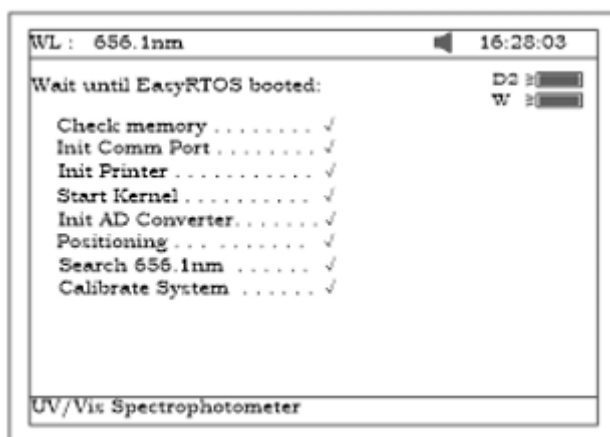 WL : 656.1nm 16:28:03
Wait until EasyRTOS booted:
D2
W
Check memory . . . . . . . . √
Init Comm Port . . . . . . . √
Init Printer . . . . . . . . . . . √
Start Kernel . . . . . . . . . . √
Init AD Converter. . . . . . √
Positioning . . . . . . . . . . √
Search 656.1nm . . . . . . √
Calibrate System . . . . . . √
UV/Vis Spectrophotometer